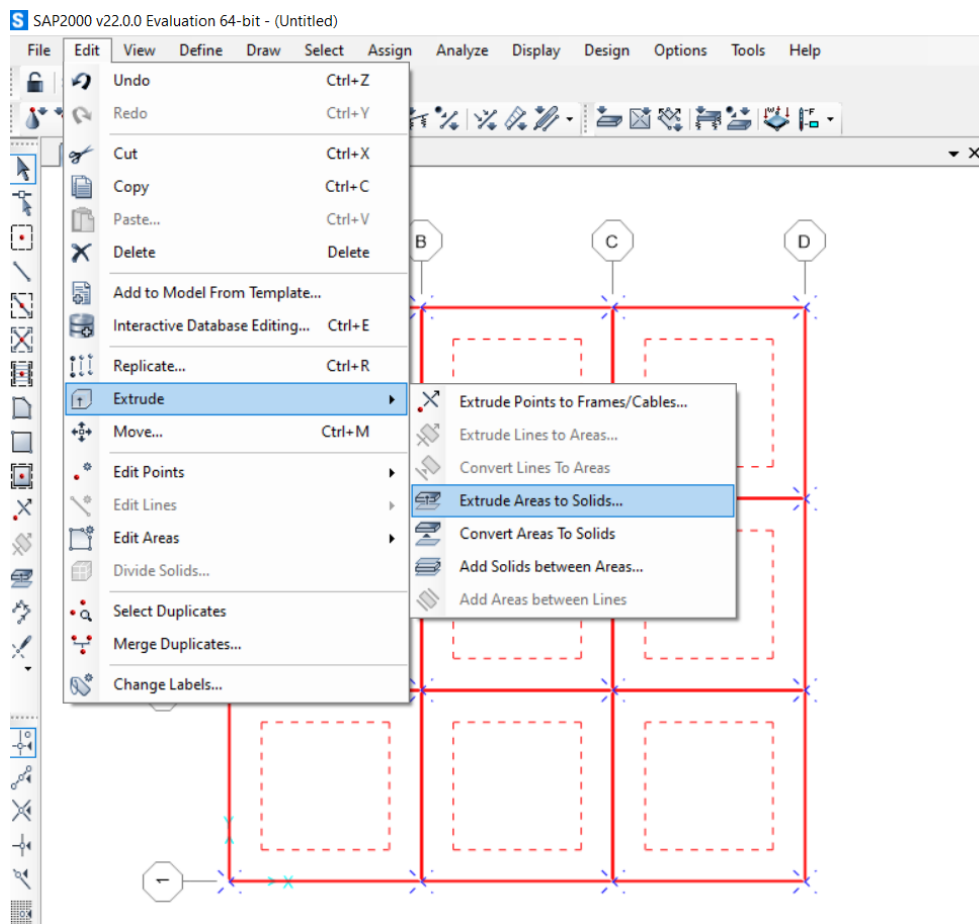 SAP2000 v22.0.0 Evaluation 64-bit - (Untitled)
File Edit View Define Draw Select Assign Analyze Display Design Options Tools Help
Undo Ctrl+Z
Redo Ctrl+Y
Cut Ctrl+X
Copy Ctrl+C
Paste... Ctrl+V
Delete Delete
Add to Model From Template...
Interactive Database Editing... Ctrl+E
Replicate... Ctrl+R
Extrude
Move... Ctrl+M
Edit Points
Edit Lines
Edit Areas
Divide Solids...
Select Duplicates
Merge Duplicates...
Change Labels...
Extrude Points to Frames/Cables...
Extrude Lines to Areas...
Convert Lines To Areas
Extrude Areas to Solids...
Convert Areas To Solids
Add Solids between Areas...
Add Areas between Lines
B C D
Y
1 X